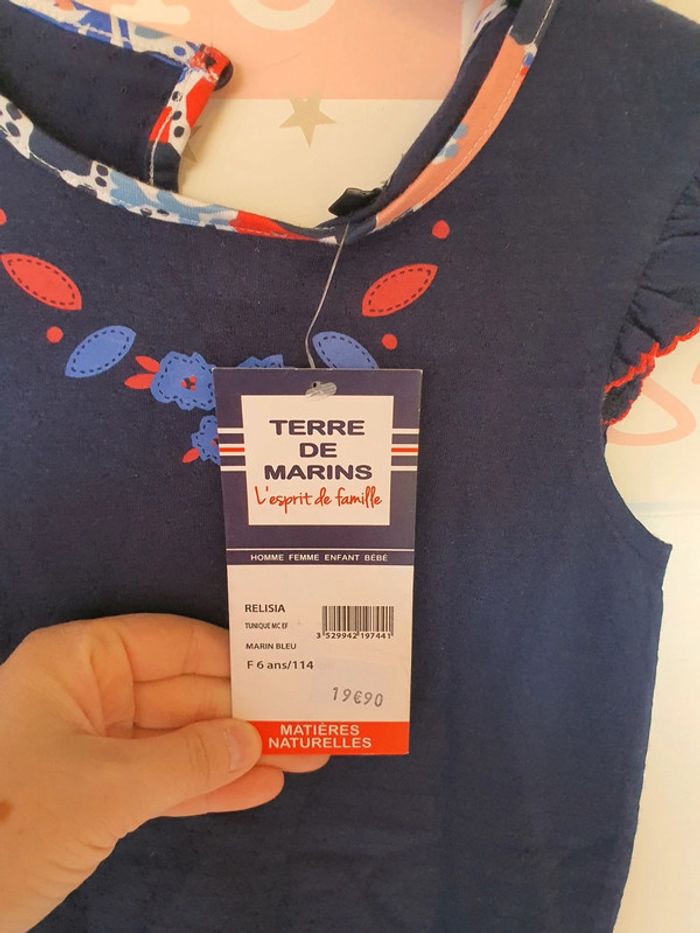 TERRE
DE
MARINS
L'esprit de famille
HOMME FEMME ENFANT BÉBÉ
RELISIA
TUNIQUE MC EF
3 529942 197441
MARIN BLEU
F 6 ans/114
19€90
MATIÈRES
NATURELLES